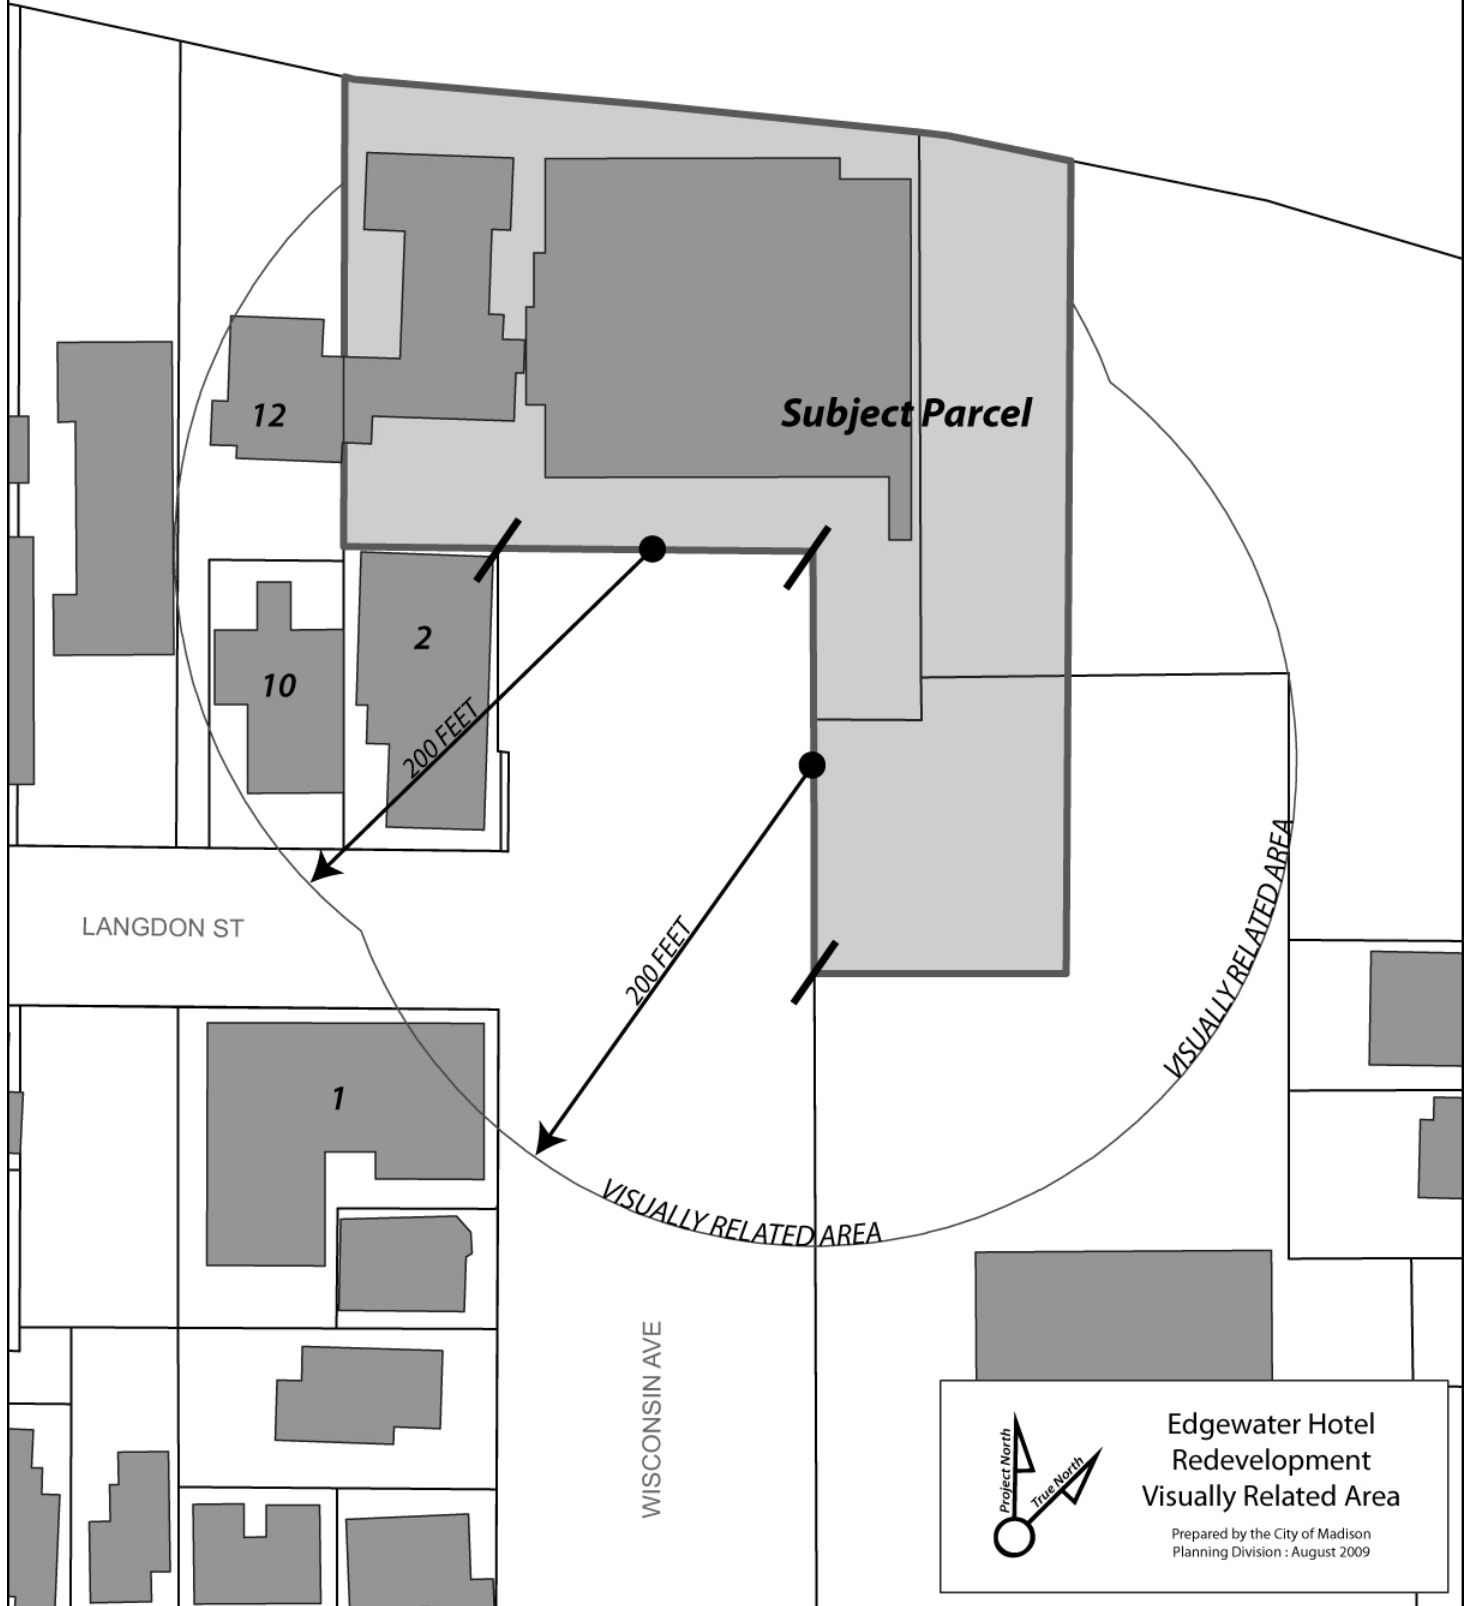 12
Subject Parcel
2
10
200 FEET
LANGDON ST
200 FEET
VISUALLY RELATED AREA
1
VISUALLY RELATED AREA
WISCONSIN AVE
Project North
True North
Edgewater Hotel
Redevelopment
Visually Related Area
Prepared by the City of Madison
Planning Division : August 2009